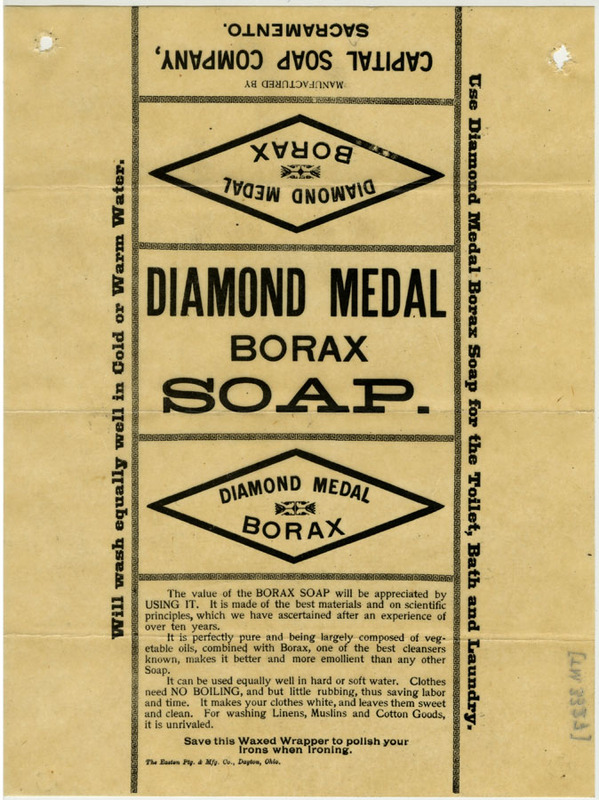 MANUFACTURED BY
CAPITAL SOAP COMPANY,
SACRAMENTO.
DIAMOND MEDAL
BORAX
DIAMOND MEDAL
BORAX
SOAP.
DIAMOND MEDAL
BORAX
The value of the BORAX SOAP will be appreciated by
USING IT. It is made of the best materials and on scientific
principles, which we have ascertained after an experience of
over ten years.
It is perfectly pure and being largely composed of veg-
etable oils, combined with Borax, one of the best cleansers
known, makes it better and more emollient than any other
Soap.
It can be used equally well in hard or soft water. Clothes
need NO BOILING, and but little rubbing, thus saving labor
and time. It makes your clothes white, and leaves them sweet
and clean. For washing Linens, Muslins and Cotton Goods,
it is unrivaled.
Save this Waxed Wrapper to polish your
Irons when Ironing.
The Easton Ptg. & Mfg. Co., Dayton, Ohio.
Will wash equally well in Cold or Warm Water.
Use Diamond Medal Borax Soap for the Toilet, Bath and Laundry.